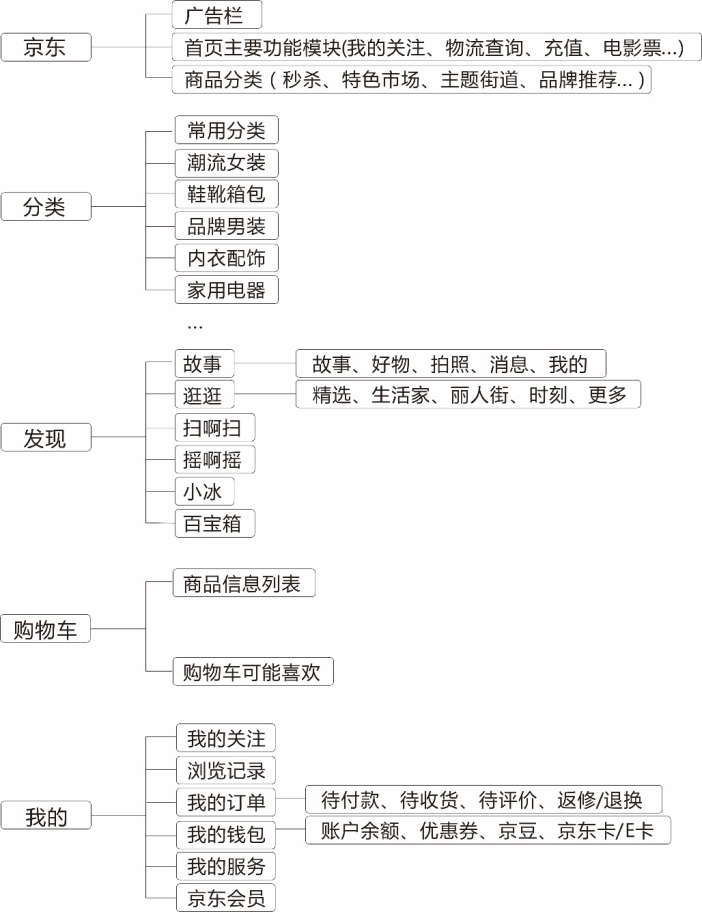 京东
广告栏
首页主要功能模块(我的关注、物流查询、充值、电影票...)
商品分类（秒杀、特色市场、主题街道、品牌推荐...）
分类
常用分类
潮流女装
鞋靴箱包
品牌男装
内衣配饰
家用电器
...
发现
故事
故事、好物、拍照、消息、我的
逛逛
精选、生活家、丽人街、时刻、更多
扫啊扫
摇啊摇
小冰
百宝箱
购物车
商品信息列表
购物车可能喜欢
我的
我的关注
浏览记录
我的订单
待付款、待收货、待评价、返修/退换
我的钱包
账户余额、优惠券、京豆、京东卡/E卡
我的服务
京东会员